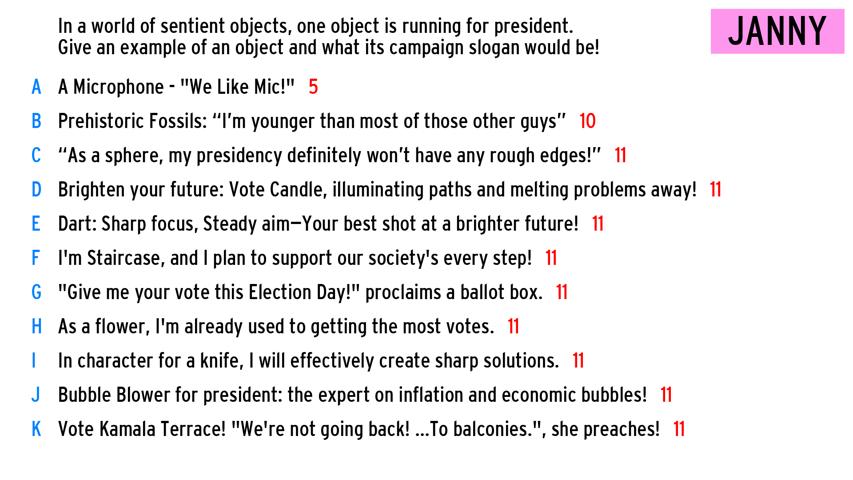 In a world of sentient objects, one object is running for president.
Give an example of an object and what its campaign slogan would be!
JANNY
A A Microphone - "We Like Mic!" 5
B Prehistoric Fossils: “I’m younger than most of those other guys” 10
C “As a sphere, my presidency definitely won’t have any rough edges!” 11
D Brighten your future: Vote Candle, illuminating paths and melting problems away! 11
E Dart: Sharp focus, Steady aim—Your best shot at a brighter future! 11
F I'm Staircase, and I plan to support our society's every step! 11
G "Give me your vote this Election Day!" proclaims a ballot box. 11
H As a flower, I'm already used to getting the most votes. 11
I In character for a knife, I will effectively create sharp solutions. 11
J Bubble Blower for president: the expert on inflation and economic bubbles! 11
K Vote Kamala Terrace! "We're not going back! ...To balconies.", she preaches! 11